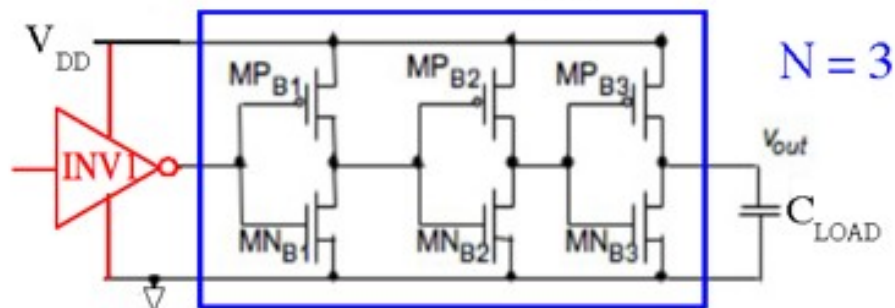 V_DD
MP_B1
MP_B2
MP_B3
N = 3
INV1
v_out
C_LOAD
MN_B1
MN_B2
MN_B3